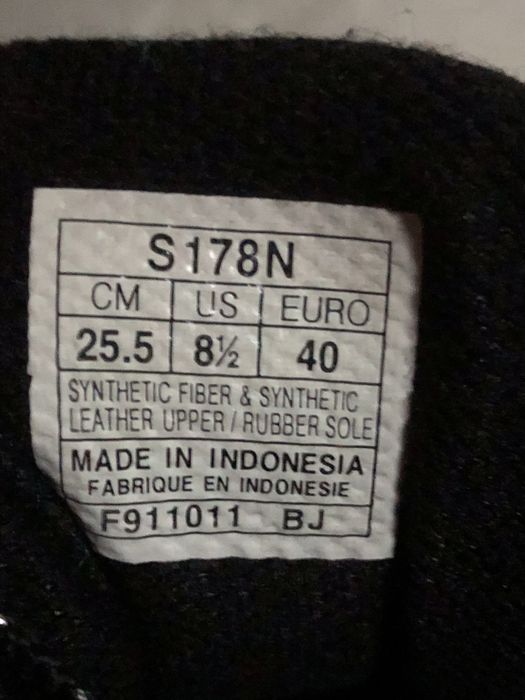 S178N
CM US EURO
25.5 8½ 40
SYNTHETIC FIBER & SYNTHETIC
LEATHER UPPER / RUBBER SOLE
MADE IN INDONESIA
FABRIQUE EN INDONESIE
F911011 BJ